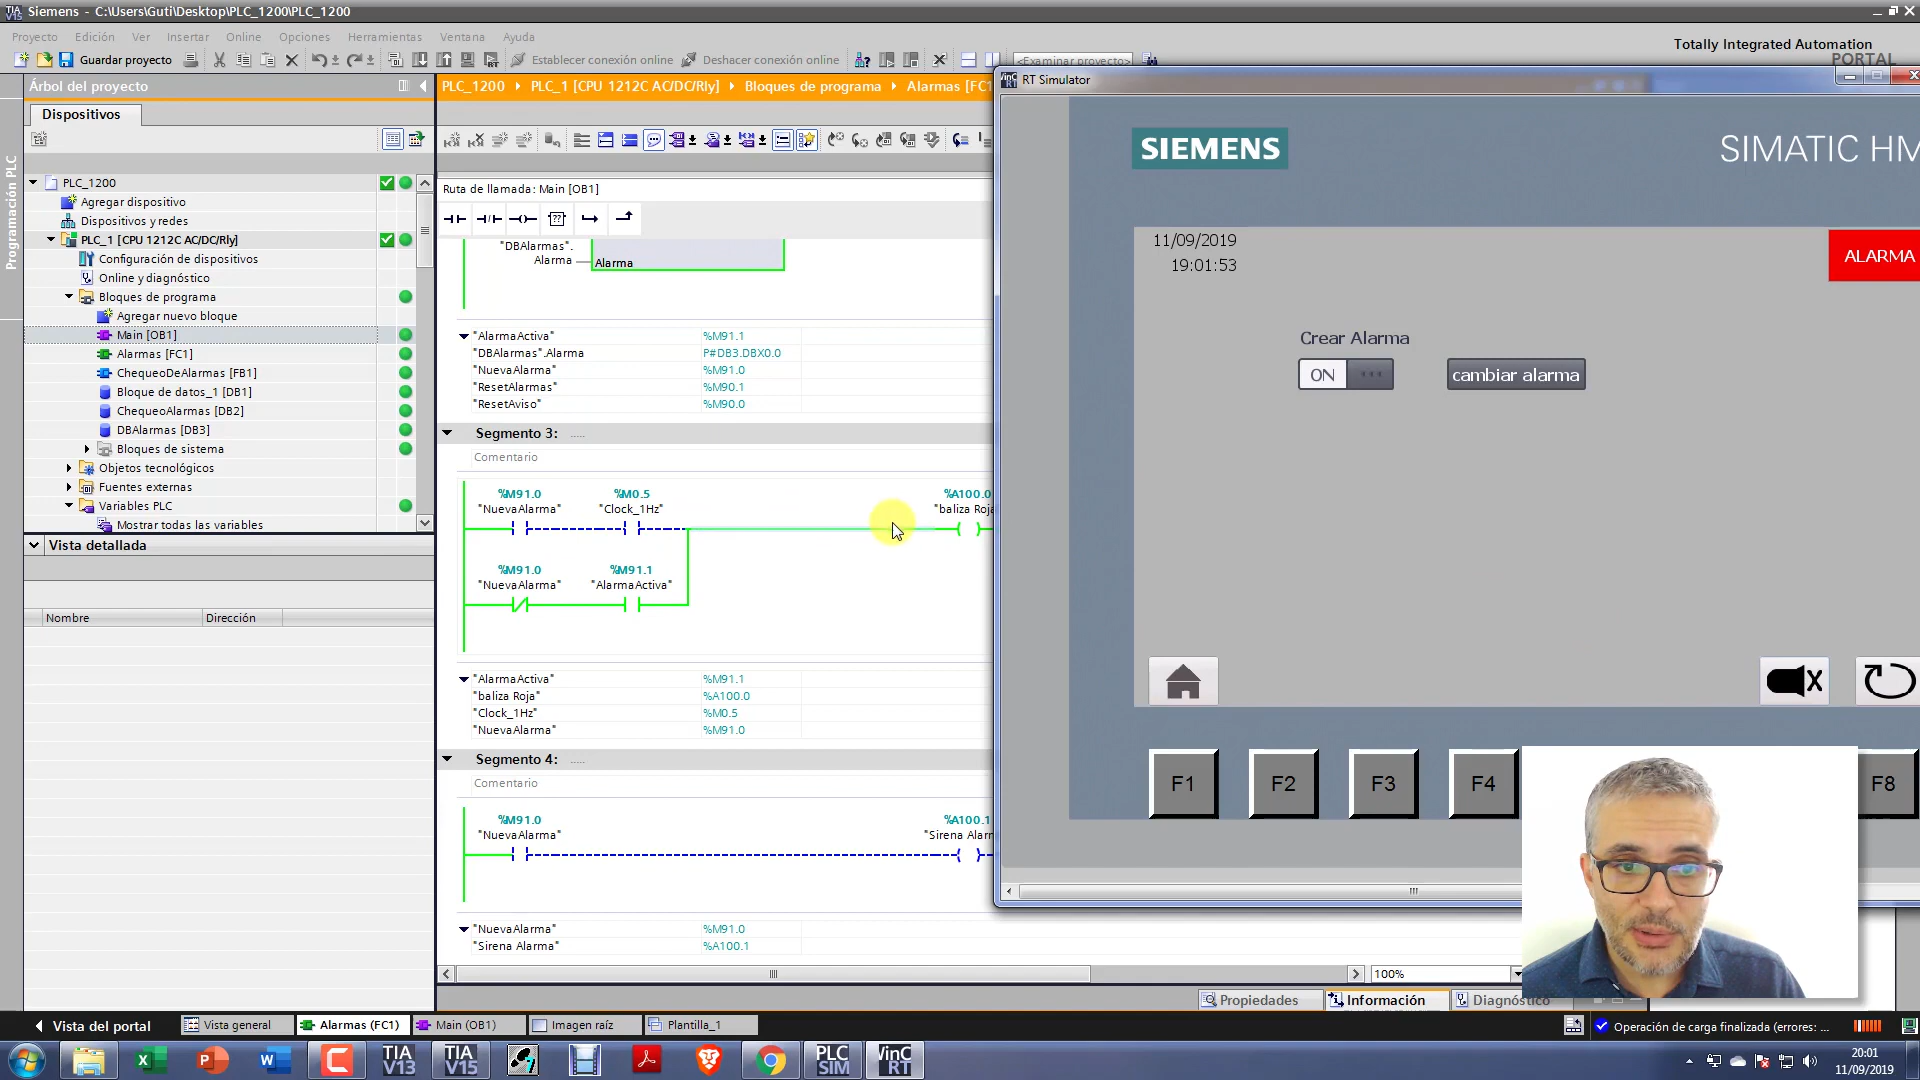 Siemens - C:\Users\Guti\Desktop\PLC_1200\PLC_1200
Proyecto Edición Ver Insertar Online Opciones Herramientas Ventana Ayuda
Guardar proyecto
Establecer conexión online
Deshacer conexión online
<Examinar proyecto>
Totally Integrated Automation
PORTAL
Árbol del proyecto
Dispositivos
Programación PLC
PLC_1200
Agregar dispositivo
Dispositivos y redes
PLC_1 [CPU 1212C AC/DC/Rly]
Configuración de dispositivos
Online y diagnóstico
Bloques de programa
Agregar nuevo bloque
Main [OB1]
Alarmas [FC1]
ChequeoDeAlarmas [FB1]
Bloque de datos_1 [DB1]
ChequeoAlarmas [DB2]
DBAlarmas [DB3]
Bloques de sistema
Objetos tecnológicos
Fuentes externas
Variables PLC
Mostrar todas las variables
Vista detallada
Nombre Dirección
PLC_1200 PLC_1 [CPU 1212C AC/DC/Rly] Bloques de programa Alarmas [FC1
Ruta de llamada: Main [OB1]
??
"DBAlarmas".
Alarma
Alarma
"AlarmaActiva" %M91.1
"DBAlarmas".Alarma P#DB3.DBX0.0
"NuevaAlarma" %M91.0
"ResetAlarmas" %M90.1
"ResetAviso" %M90.0
Segmento 3: .....
Comentario
%M91.0 %M0.5 %A100.0
"NuevaAlarma" "Clock_1Hz" "baliza Roja
%M91.0 %M91.1
"NuevaAlarma" "AlarmaActiva"
"AlarmaActiva" %M91.1
"baliza Roja" %A100.0
"Clock_1Hz" %M0.5
"NuevaAlarma" %M91.0
Segmento 4: .....
Comentario
%M91.0 %A100.1
"NuevaAlarma" "Sirena Alarm
"NuevaAlarma" %M91.0
"Sirena Alarma" %A100.1
100%
Propiedades
Información
Diagnóstico
RT Simulator
SIEMENS
SIMATIC HM
11/09/2019
19:01:53
ALARMA
Crear Alarma
ON
cambiar alarma
X
F1 F2 F3 F4 F8
Vista del portal
Vista general
Alarmas (FC1)
Main (OB1)
Imagen raíz
Plantilla_1
Operación de carga finalizada (errores: ...
TIA V13
TIA V15
PLC SIM
WinC RT
20:01
11/09/2019